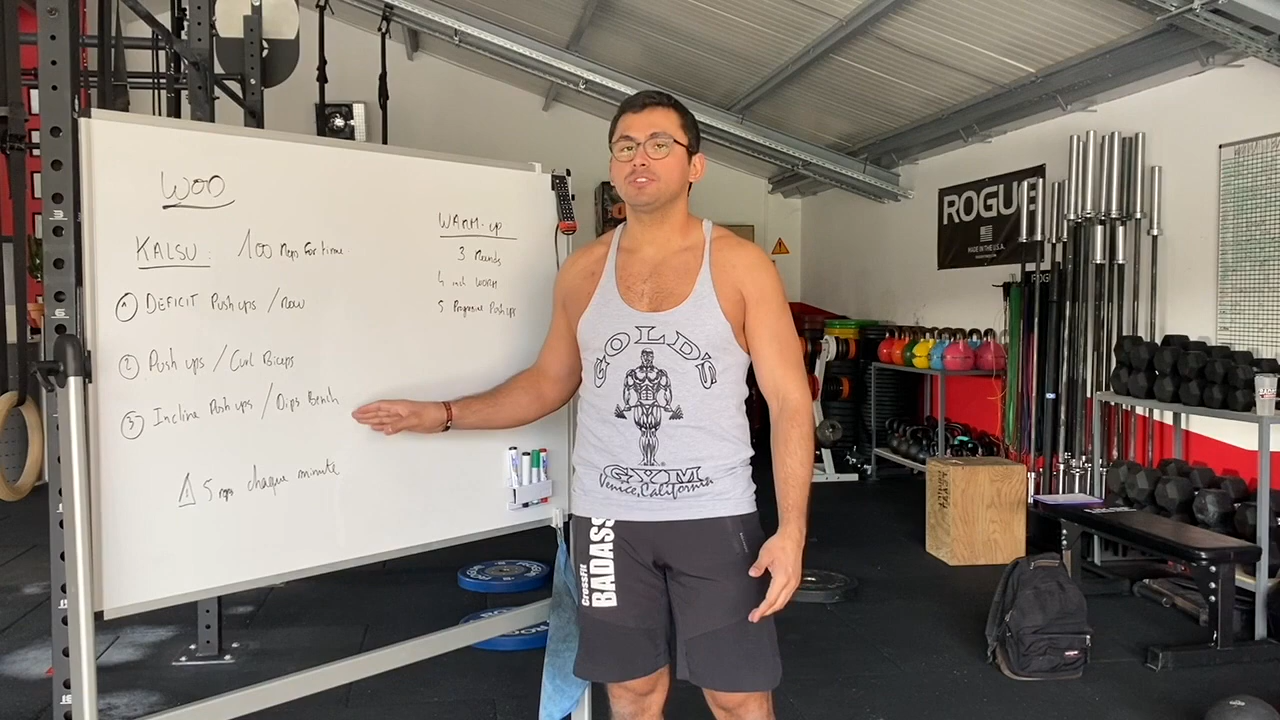 WOD
KALSU : 100 Reps For time
① DEFICIT Push ups / Row
② Push ups / Curl Biceps
③ Incline Push ups / Dips Bench
5 reps chaque minute
WARM-UP
3 Rounds
4 inch WORM
5 Progressive Push ups
GOLD'S
GYM
Venice, California
CrossFit
BADASS
ROGUE
MADE IN THE U.S.A.